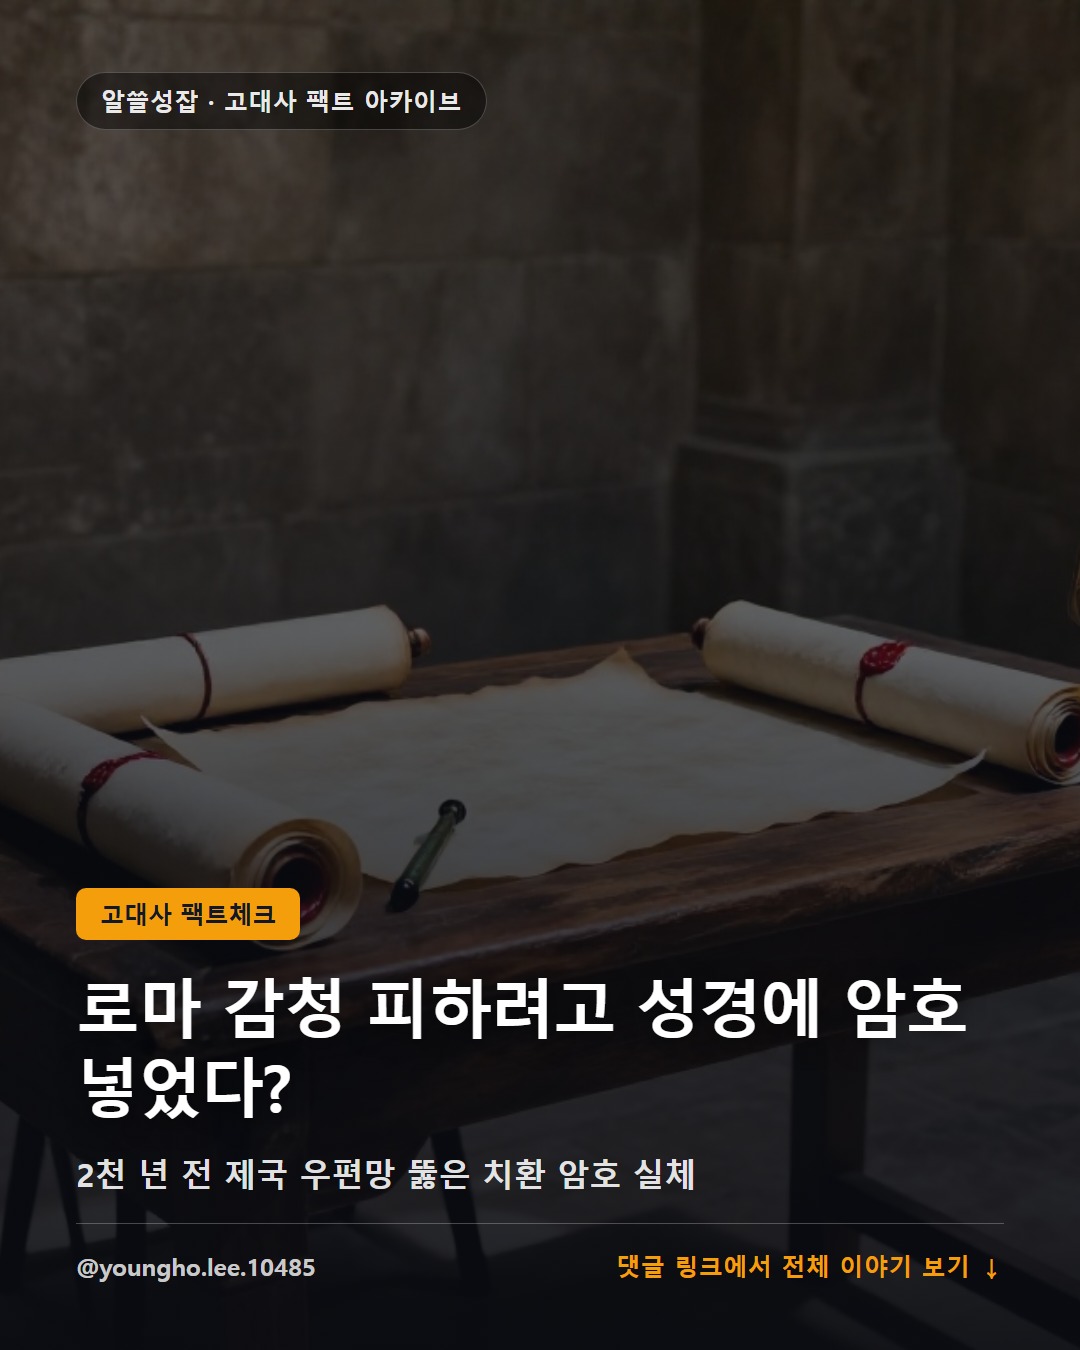 알쓸성잡 · 고대사 팩트 아카이브
고대사 팩트체크
로마 감청 피하려고 성경에 암호
넣었다?
2천 년 전 제국 우편망 뚫은 치환 암호 실체
@youngho.lee.10485
댓글 링크에서 전체 이야기 보기 ↓